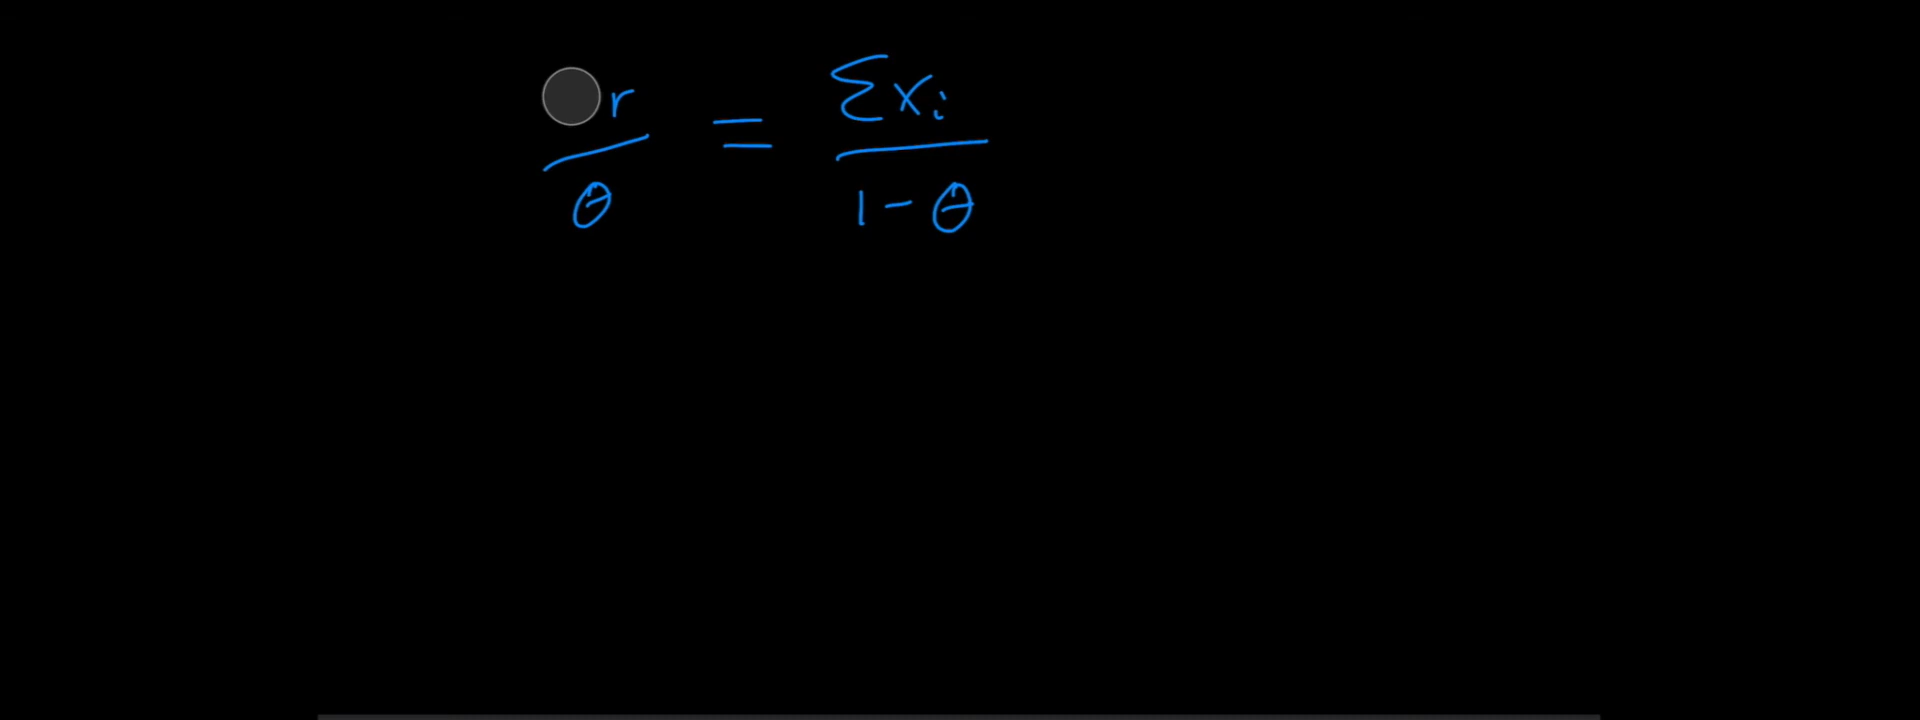 r/θ = Σxᵢ/(1-θ)